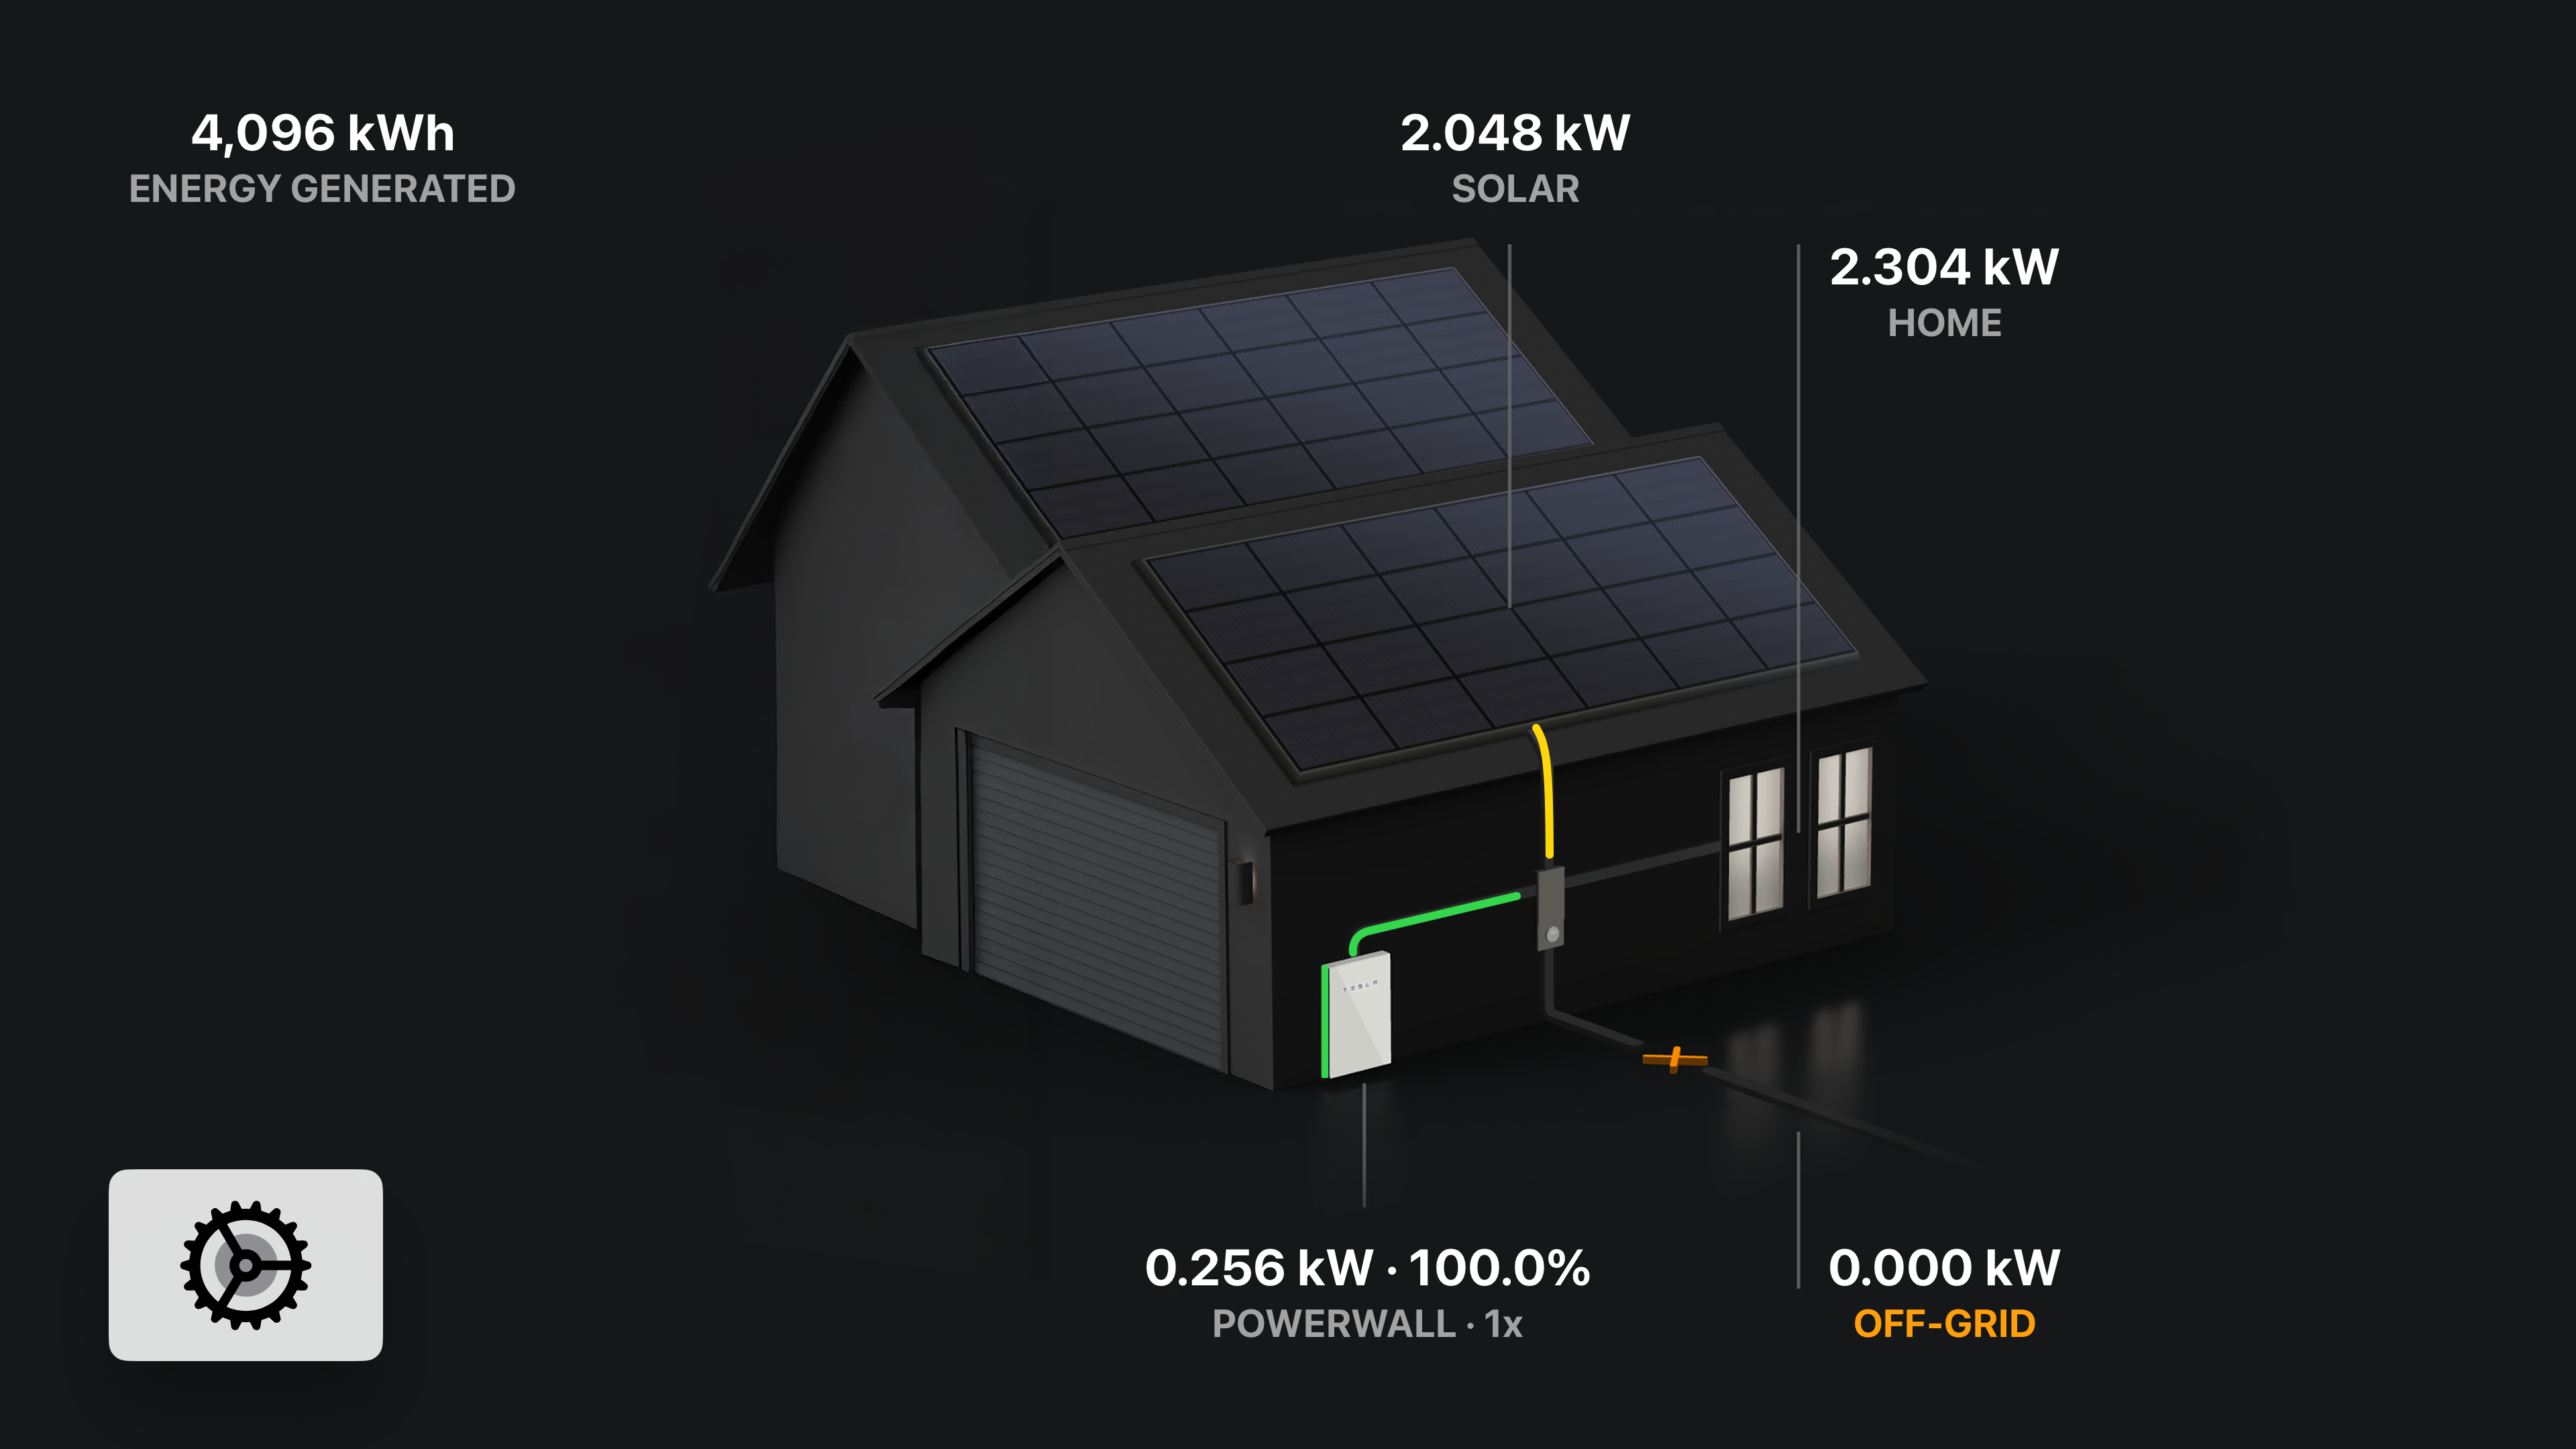 4,096 kWh
ENERGY GENERATED
2.048 kW
SOLAR
2.304 kW
HOME
TESLA
0.256 kW · 100.0%
POWERWALL · 1x
0.000 kW
OFF-GRID